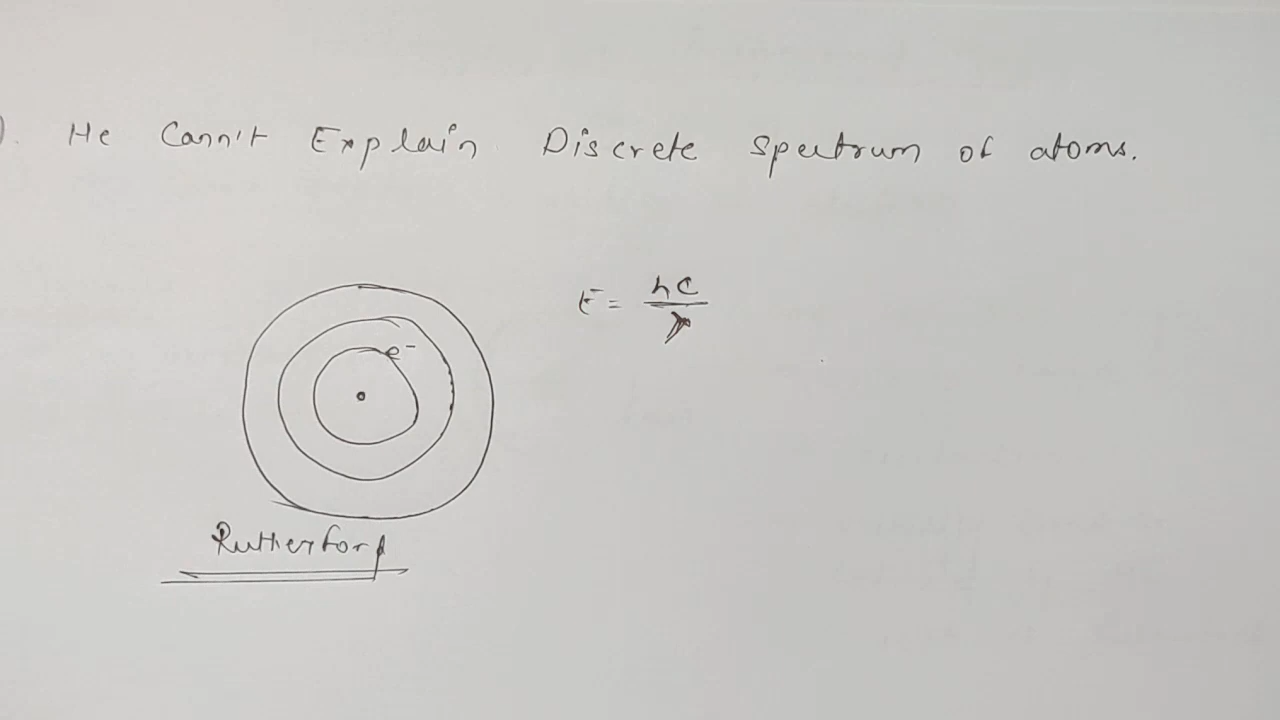 ). He Cann't Explain Discrete spectrum of atoms.
E = hc / λ
e⁻
Rutherford